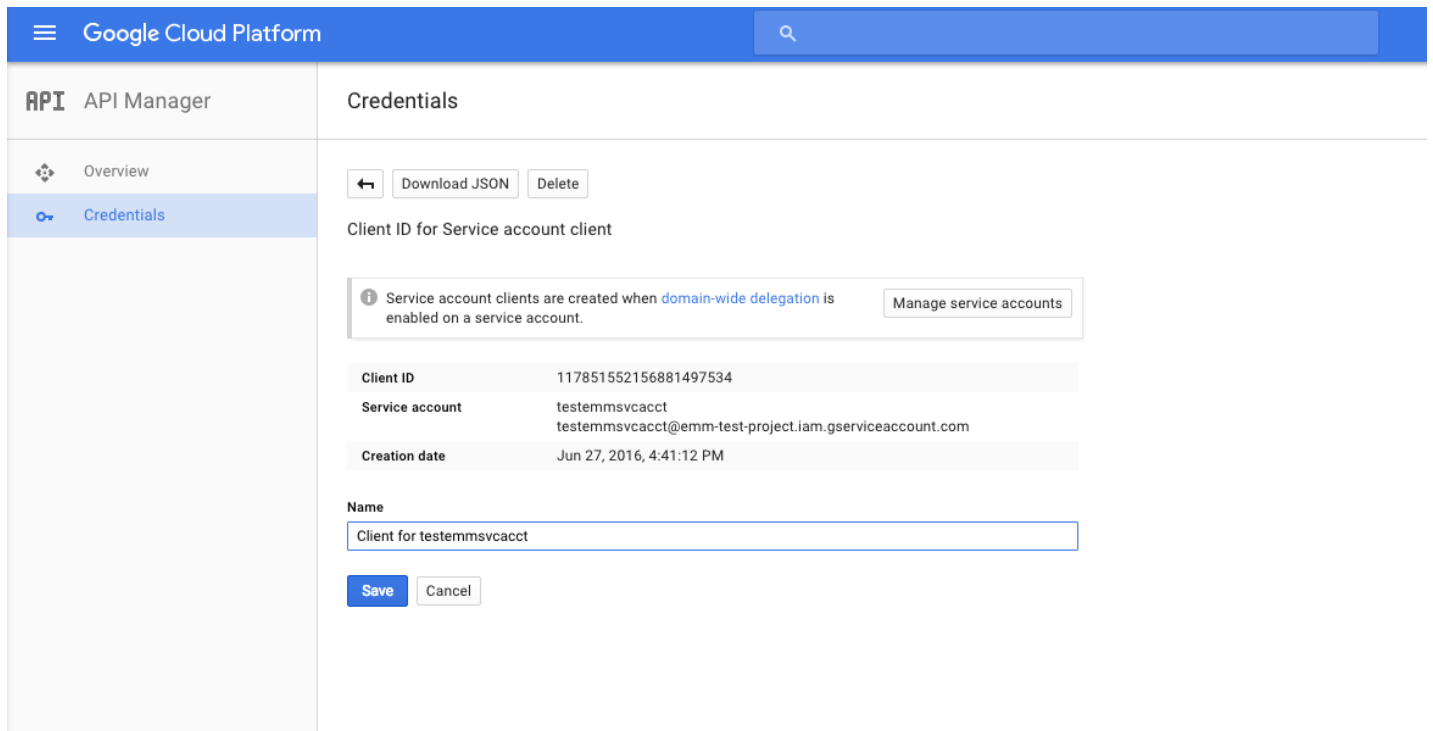 Google Cloud Platform
API API Manager
Credentials
Overview
Credentials
Download JSON Delete
Client ID for Service account client
Service account clients are created when domain-wide delegation is
enabled on a service account.
Manage service accounts
Client ID 117851552156881497534
Service account testemmsvcacct
testemmsvcacct@emm-test-project.iam.gserviceaccount.com
Creation date Jun 27, 2016, 4:41:12 PM
Name
Client for testemmsvcacct
Save Cancel